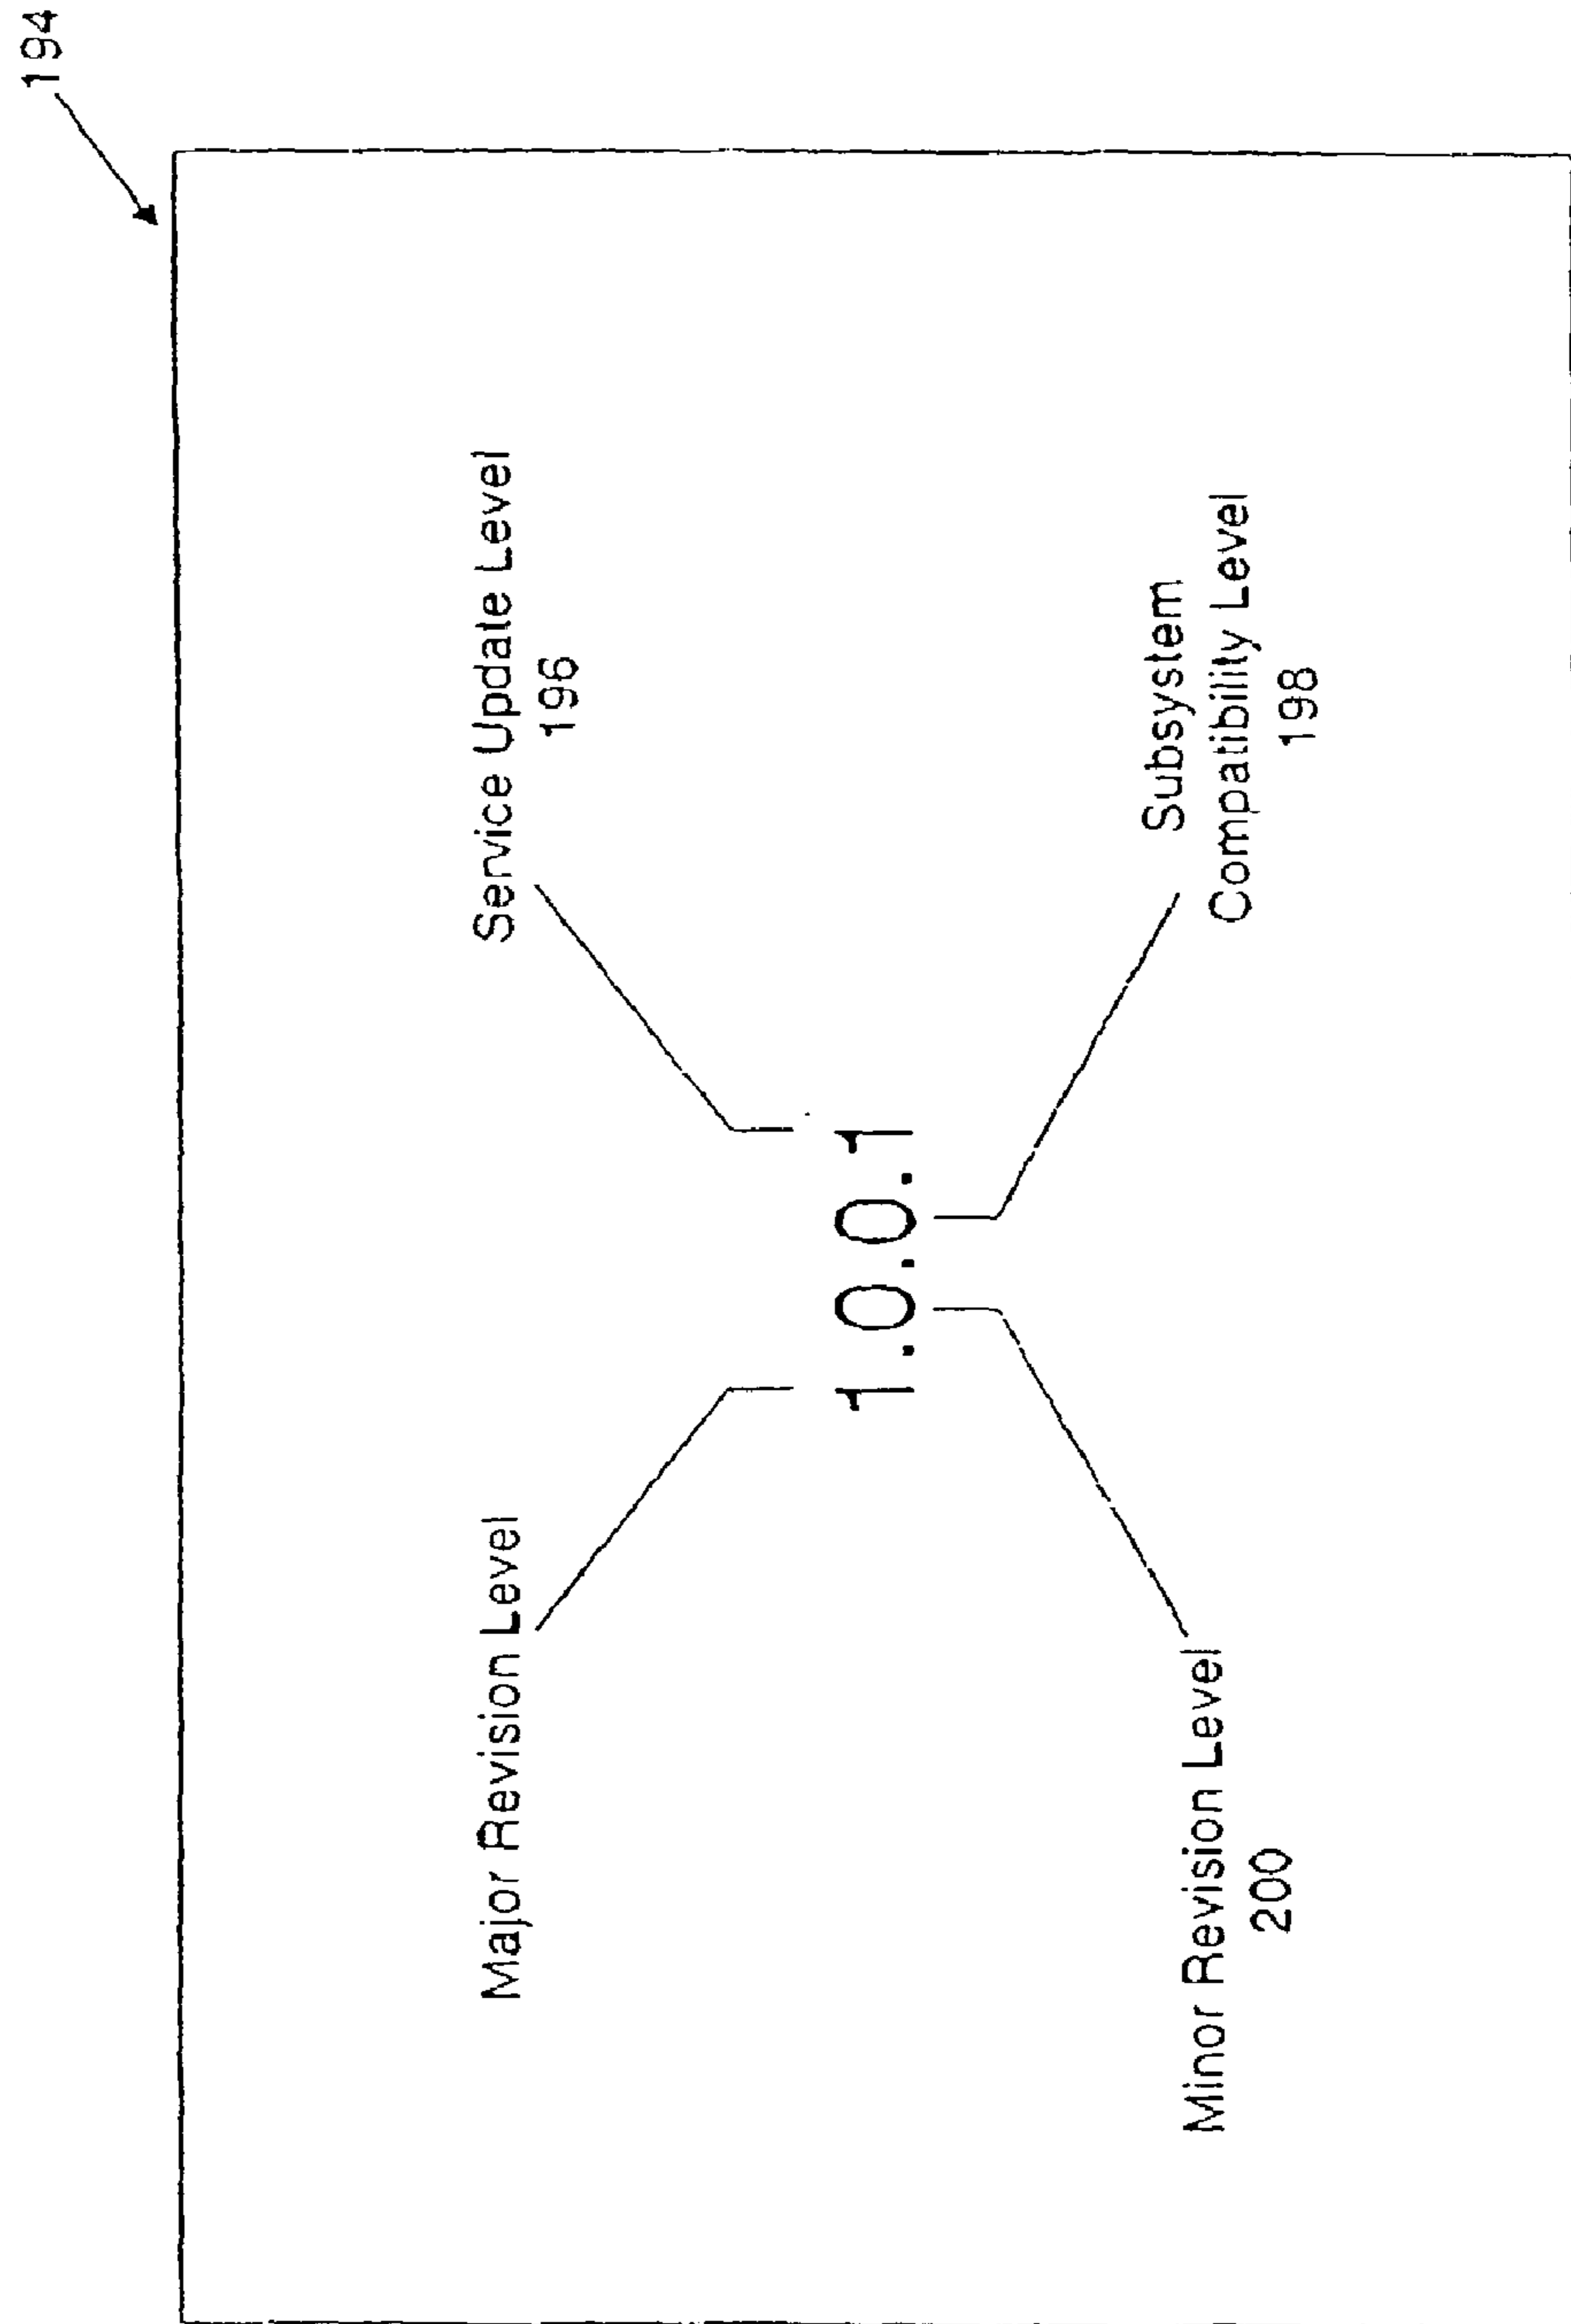 194
Major Revision Level
Service Update Level
196
1.0.0.1
Minor Revision Level
200
Subsystem
Compatibility Level
198